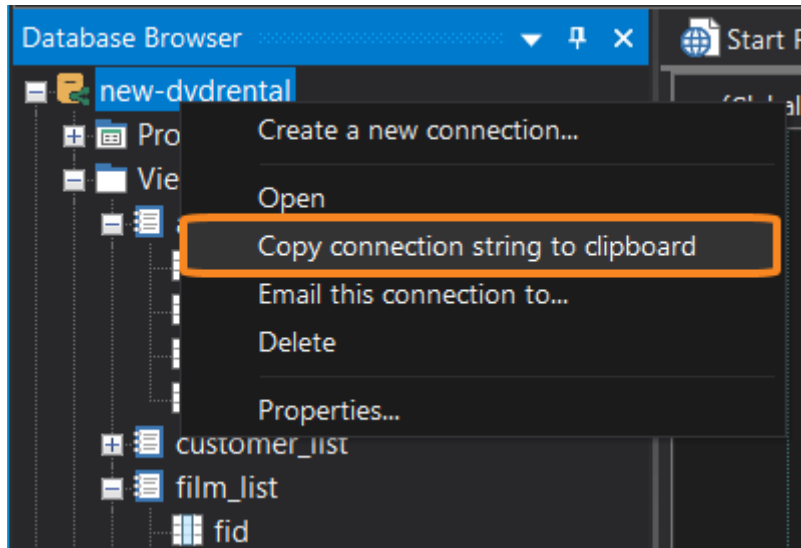 Database Browser
Start
new-dvdrental
Create a new connection...
Open
Copy connection string to clipboard
Email this connection to...
Delete
Properties...
customer_list
film_list
fid